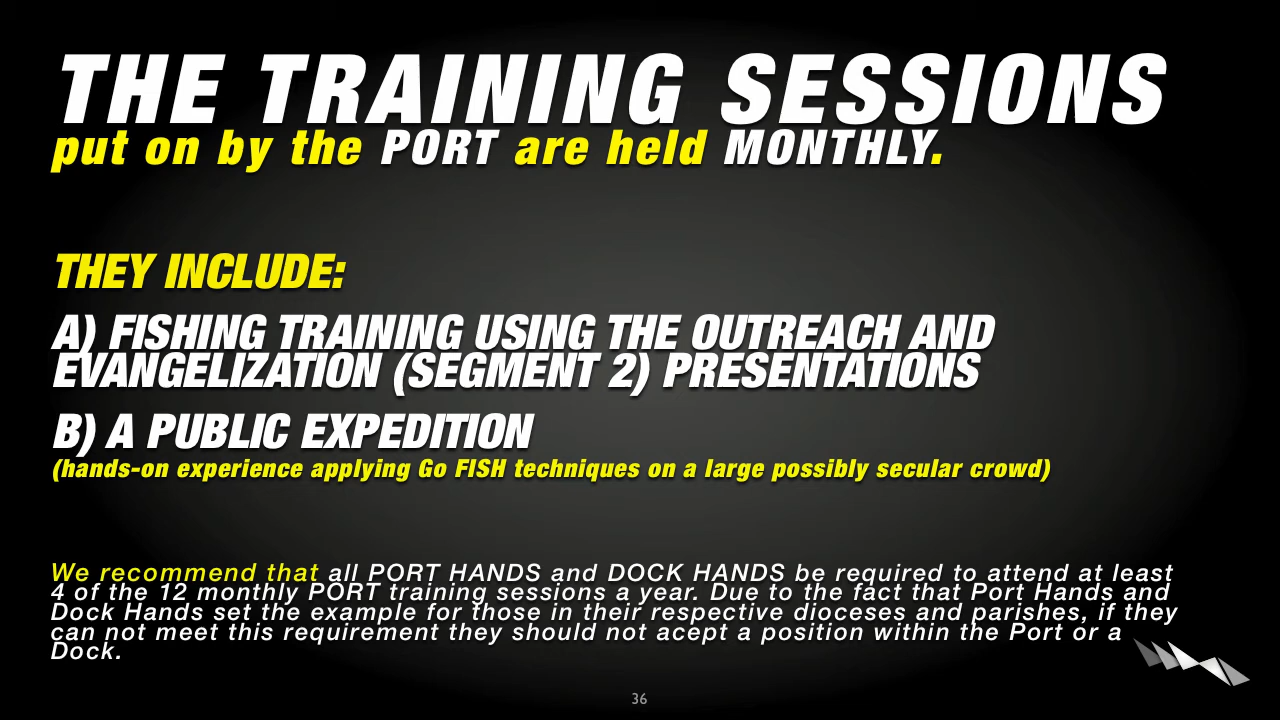 THE TRAINING SESSIONS
put on by the PORT are held MONTHLY.
THEY INCLUDE:
A) FISHING TRAINING USING THE OUTREACH AND
EVANGELIZATION (SEGMENT 2) PRESENTATIONS
B) A PUBLIC EXPEDITION
(hands-on experience applying Go FISH techniques on a large possibly secular crowd)
We recommend that all PORT HANDS and DOCK HANDS be required to attend at least
4 of the 12 monthly PORT training sessions a year. Due to the fact that Port Hands and
Dock Hands set the example for those in their respective dioceses and parishes, if they
can not meet this requirement they should not acept a position within the Port or a
Dock.
36